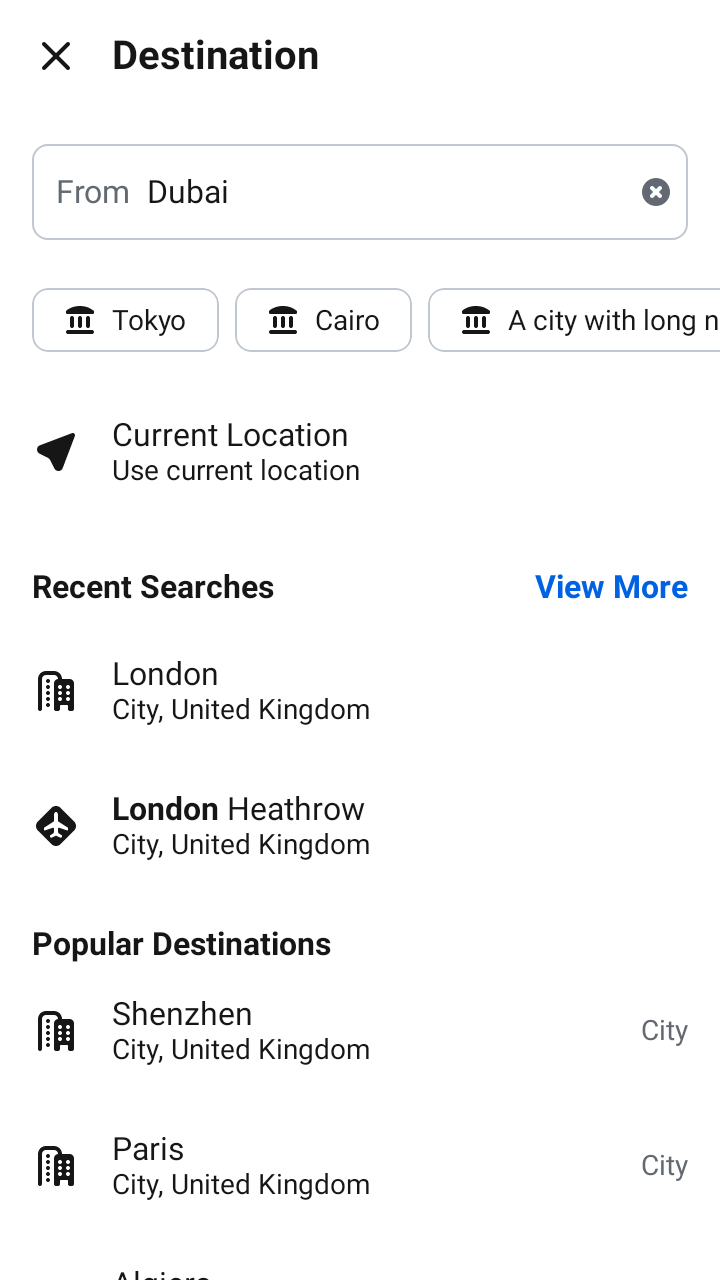 Destination
From Dubai
Tokyo Cairo A city with long n
Current Location
Use current location
Recent Searches View More
London
City, United Kingdom
London Heathrow
City, United Kingdom
Popular Destinations
Shenzhen
City, United Kingdom
City
Paris
City, United Kingdom
City
Algiers